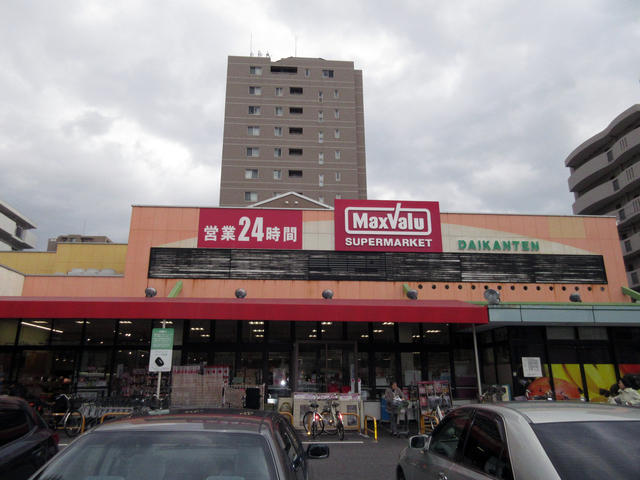 営業24時間
MaxValu
SUPERMARKET
DAIKANTEN